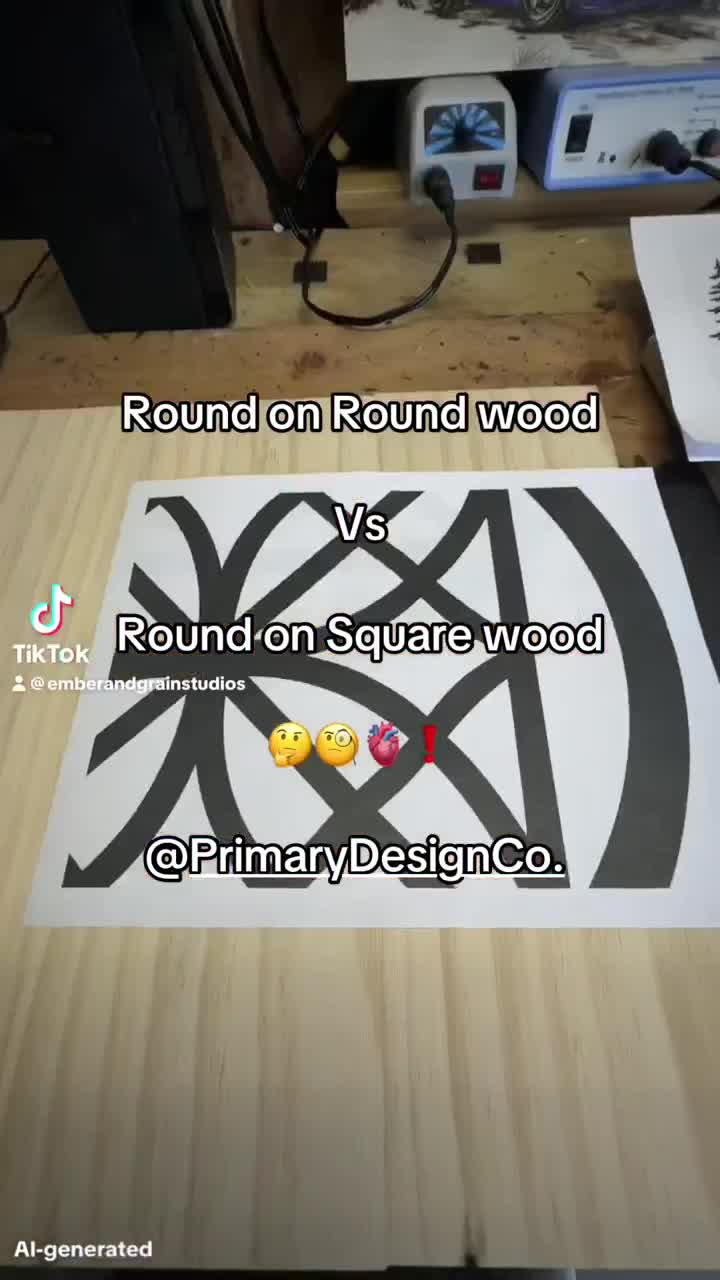 Round on Round wood
Vs
Round on Square wood
TikTok
@emberandgrainstudios
🤔🧐🫀❗
@PrimaryDesignCo.
AI-generated